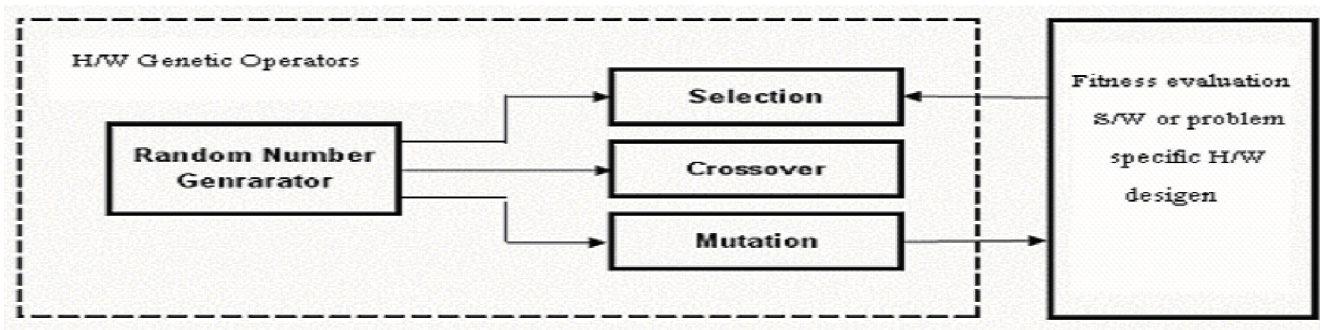 H/W Genetic Operators
Random Number
Genrarator
Selection
Crossover
Mutation
Fitness evaluation
S/W or problem
specific H/W
desigen